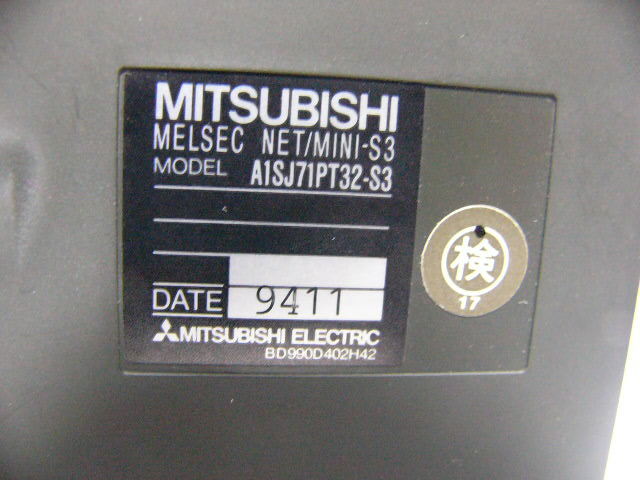 MITSUBISHI
MELSEC NET/MINI-S3
MODEL A1SJ71PT32-S3
DATE 9411
MITSUBISHI ELECTRIC
BD990D402H42
検
17